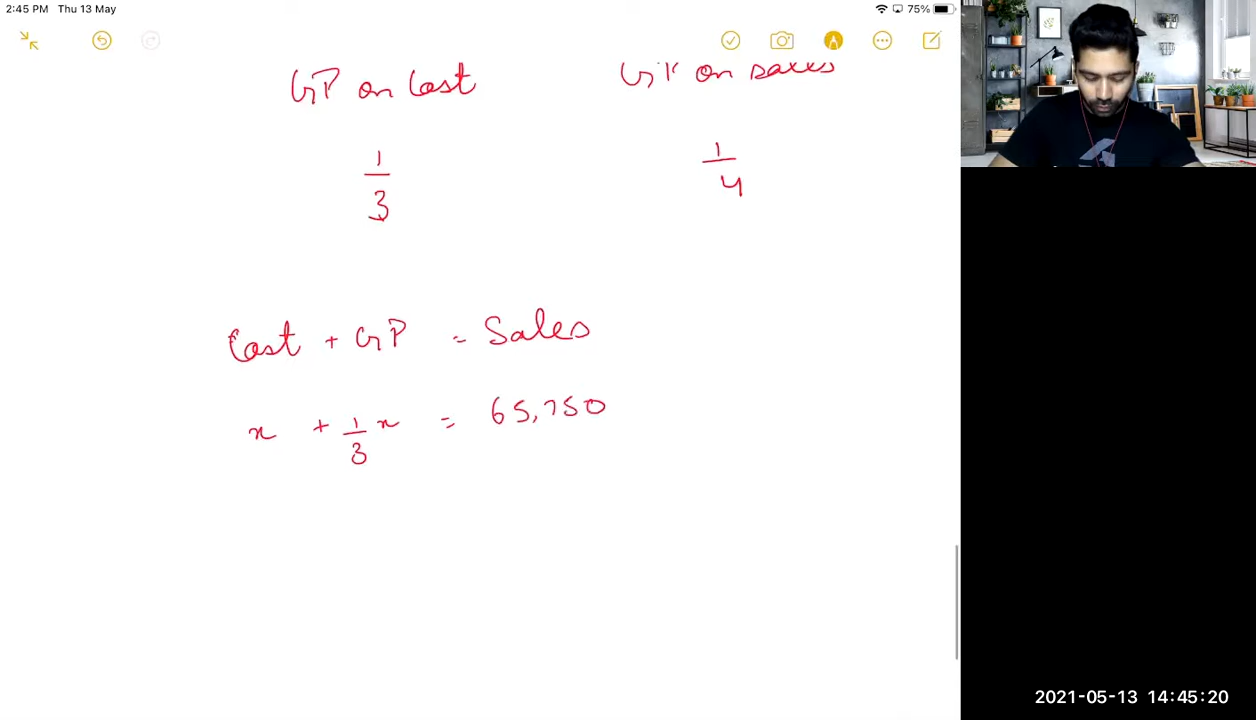 2:45 PM Thu 13 May
75%
GP on Cost
GP on sales
1/3
1/4
Cost + GP = Sales
x + 1/3 x = 65,750
2021-05-13 14:45:20